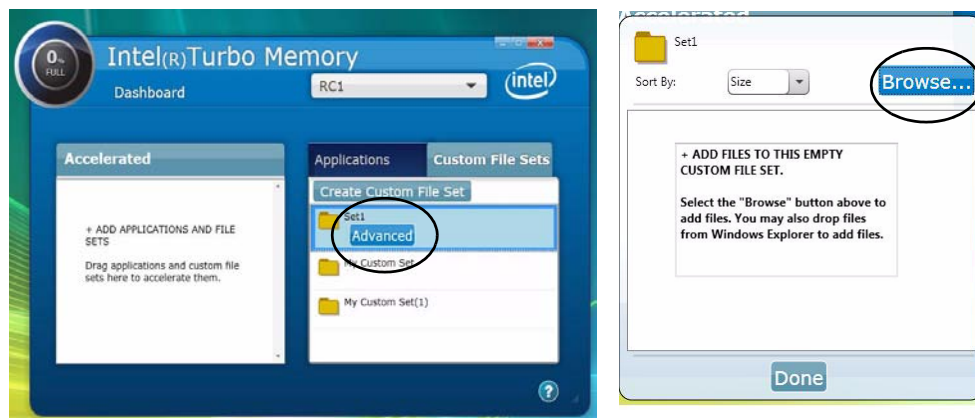 0%
FULL
Intel(R)Turbo Memory
Dashboard
RC1
intel
Accelerated
+ ADD APPLICATIONS AND FILE
SETS
Drag applications and custom file
sets here to accelerate them.
Applications
Custom File Sets
Create Custom File Set
Set1
Advanced
My Custom Set
My Custom Set(1)
?
Accelerated
Set1
Sort By:
Size
Browse...
+ ADD FILES TO THIS EMPTY
CUSTOM FILE SET.
Select the "Browse" button above to
add files. You may also drop files
from Windows Explorer to add files.
Done